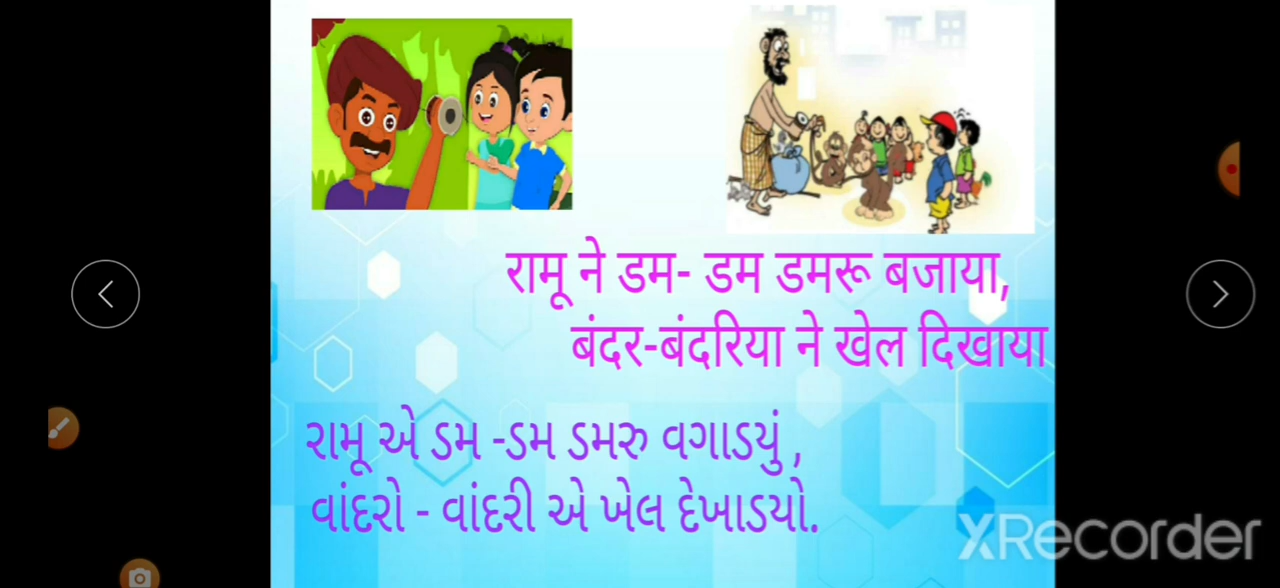 रामू ने डम- डम डमरू बजाया,
बंदर-बंदरिया ने खेल दिखाया
રામૂ એ ડમ -ડમ ડમરુ વગાડયું ,
વાંદરો - વાંદરી એ ખેલ દેખાડયો.
XRecorder